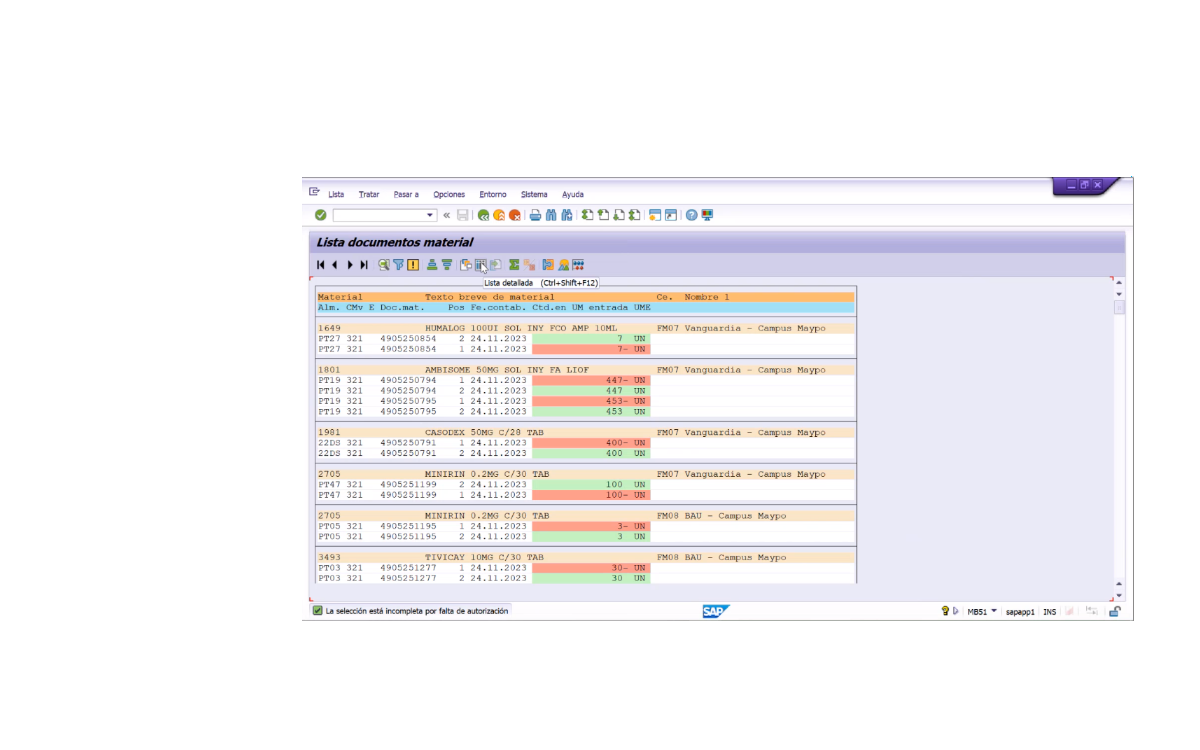 Lista Tratar Pasar a Opciones Entorno Sistema Ayuda
Lista documentos material
Lista detallada (Ctrl+Shift+F12)
Material Texto breve de material Ce. Nombre 1
Alm. CMv E Doc.mat. Pos Fe.contab. Ctd.en UM entrada UME
1649 HUMALOG 100UI SOL INY FCO AMP 10ML FM07 Vanguardia - Campus Maypo
PT27 321 4905250854 2 24.11.2023 7 UN
PT27 321 4905250854 1 24.11.2023 7- UN
1801 AMBISOME 50MG SOL INY FA LIOF FM07 Vanguardia - Campus Maypo
PT19 321 4905250794 1 24.11.2023 447- UN
PT19 321 4905250794 2 24.11.2023 447 UN
PT19 321 4905250795 1 24.11.2023 453- UN
PT19 321 4905250795 2 24.11.2023 453 UN
1981 CASODEX 50MG C/28 TAB FM07 Vanguardia - Campus Maypo
22DS 321 4905250791 1 24.11.2023 400- UN
22DS 321 4905250791 2 24.11.2023 400 UN
2705 MINIRIN 0.2MG C/30 TAB FM07 Vanguardia - Campus Maypo
PT47 321 4905251199 2 24.11.2023 100 UN
PT47 321 4905251199 1 24.11.2023 100- UN
2705 MINIRIN 0.2MG C/30 TAB FM08 BAU - Campus Maypo
PT05 321 4905251195 1 24.11.2023 3- UN
PT05 321 4905251195 2 24.11.2023 3 UN
3493 TIVICAY 10MG C/30 TAB FM08 BAU - Campus Maypo
PT03 321 4905251277 1 24.11.2023 30- UN
PT03 321 4905251277 2 24.11.2023 30 UN
La selección está incompleta por falta de autorización SAP MB51 sapapp1 INS